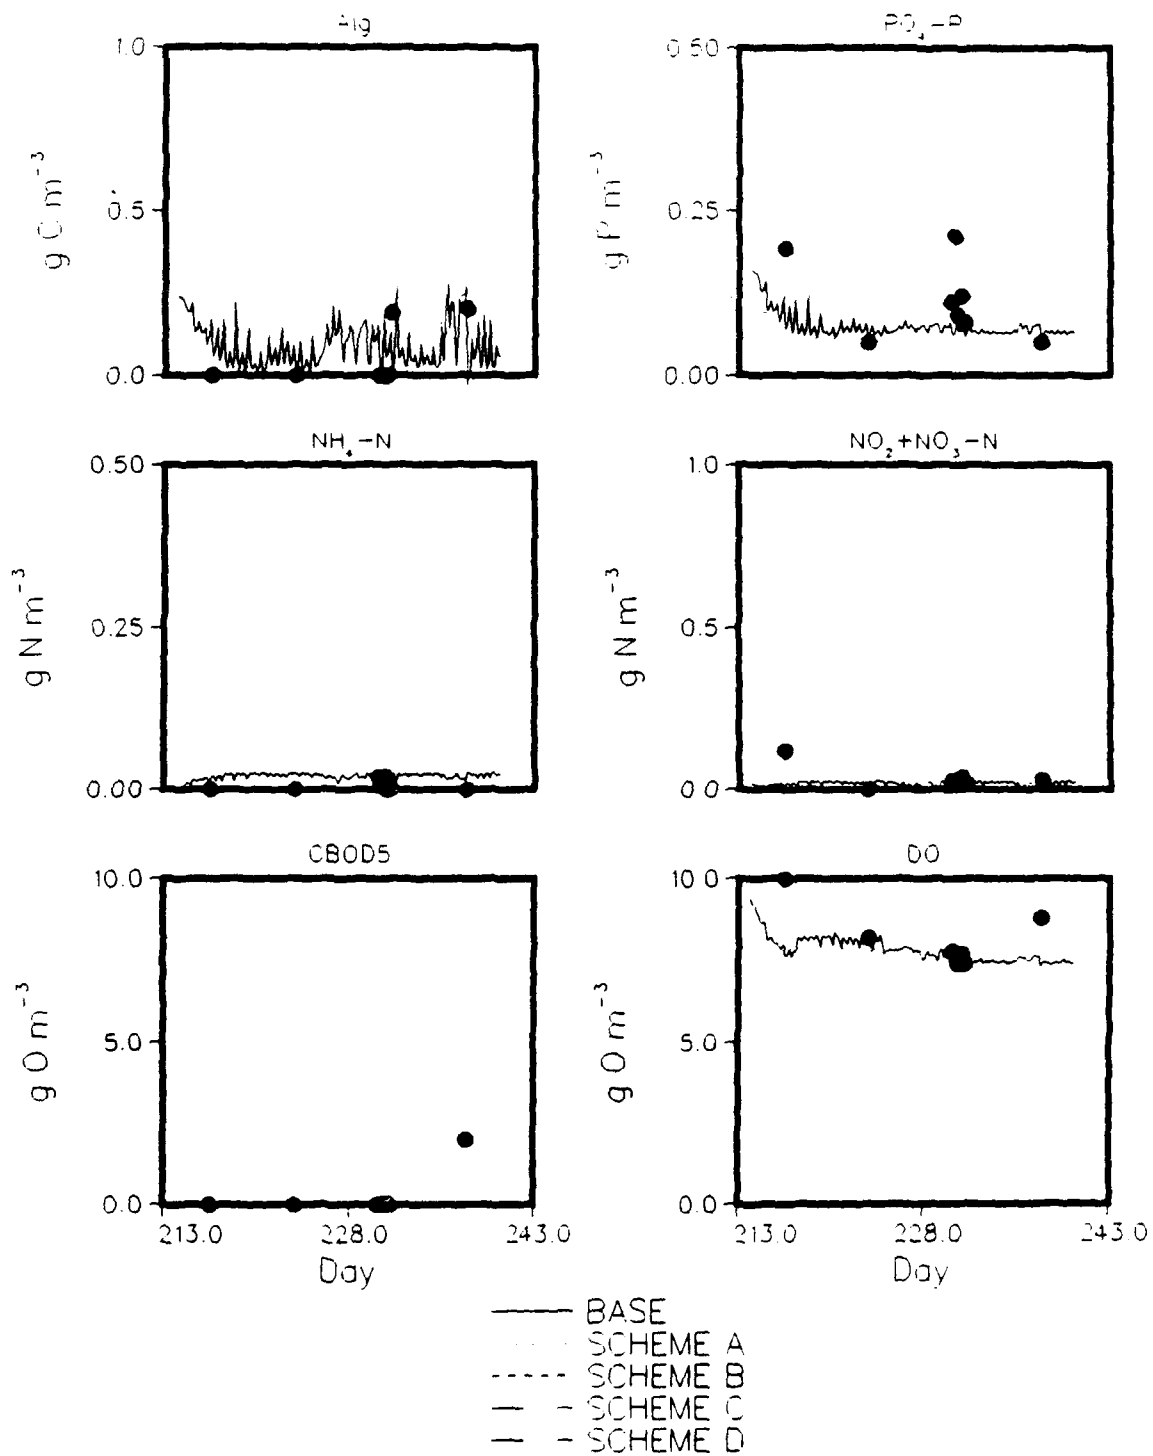 Alg
1.0
0.5
0.0
g C m⁻³
PO₄-P
0.50
0.25
0.00
g P m⁻³
NH₄-N
0.50
0.25
0.00
g N m⁻³
NO₂+NO₃-N
1.0
0.5
0.0
g N m⁻³
CBOD5
10.0
5.0
0.0
g O m⁻³
213.0 228.0 243.0
Day
DO
10.0
5.0
0.0
g O m⁻³
213.0 228.0 243.0
Day
BASE
SCHEME A
SCHEME B
SCHEME C
SCHEME D